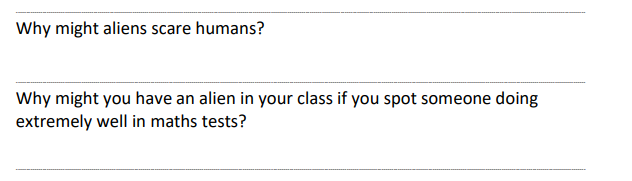 Why might aliens scare humans?
Why might you have an alien in your class if you spot someone doing
extremely well in maths tests?